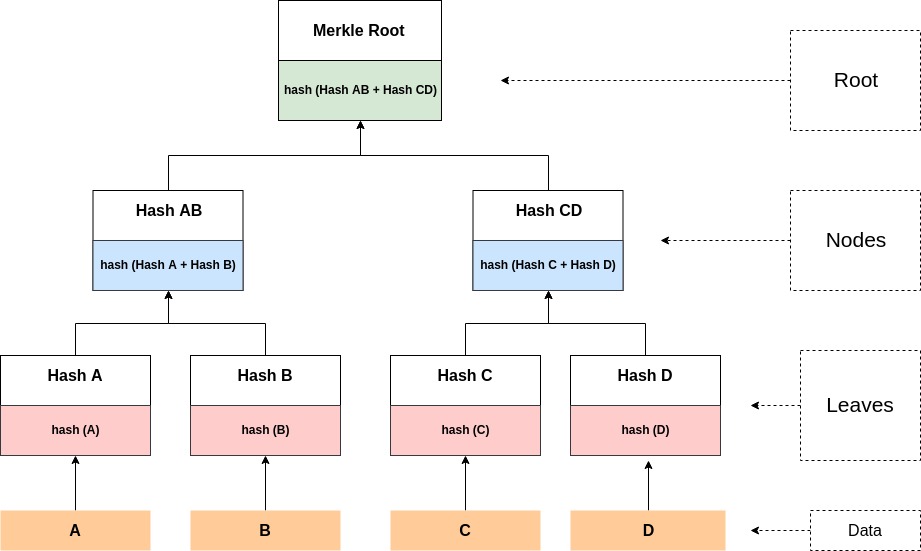 Merkle Root
hash (Hash AB + Hash CD)
Root
Hash AB
hash (Hash A + Hash B)
Hash CD
hash (Hash C + Hash D)
Nodes
Hash A
hash (A)
Hash B
hash (B)
Hash C
hash (C)
Hash D
hash (D)
Leaves
A
B
C
D
Data